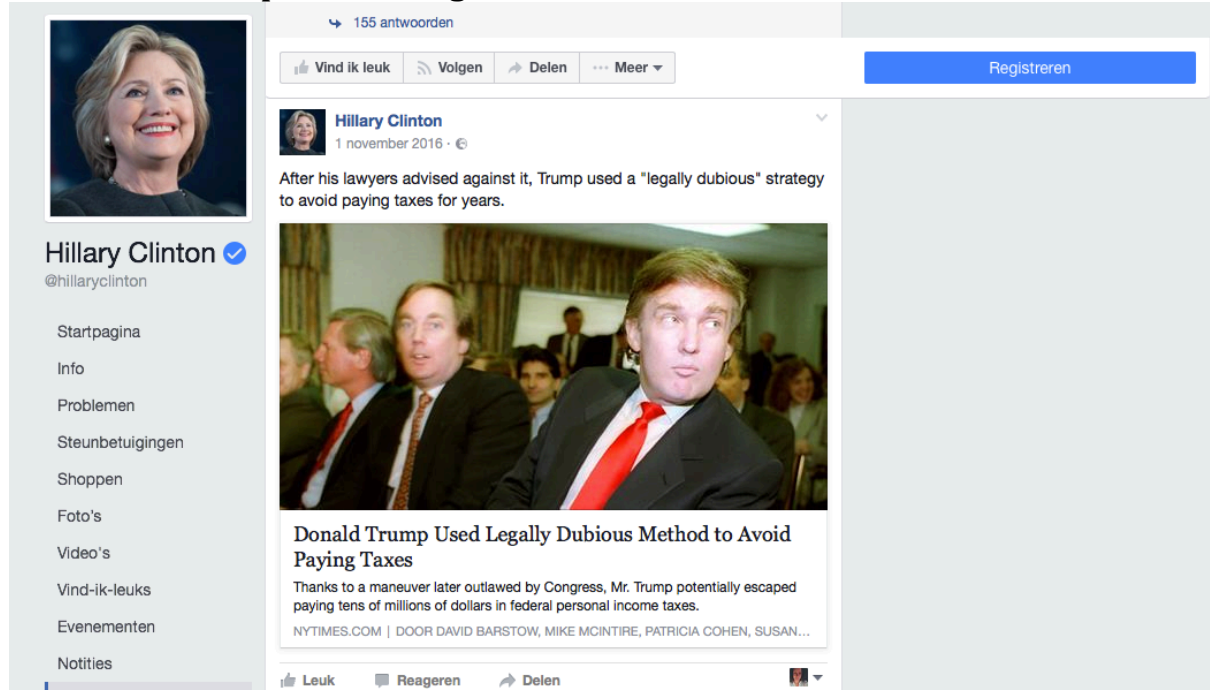 155 antwoorden
Vind ik leuk Volgen Delen ··· Meer
Registreren
Hillary Clinton
@hillaryclinton
Startpagina
Info
Problemen
Steunbetuigingen
Shoppen
Foto's
Video's
Vind-ik-leuks
Evenementen
Notities
Hillary Clinton
1 november 2016 ·
After his lawyers advised against it, Trump used a "legally dubious" strategy
to avoid paying taxes for years.
Donald Trump Used Legally Dubious Method to Avoid
Paying Taxes
Thanks to a maneuver later outlawed by Congress, Mr. Trump potentially escaped
paying tens of millions of dollars in federal personal income taxes.
NYTIMES.COM | DOOR DAVID BARSTOW, MIKE MCINTIRE, PATRICIA COHEN, SUSAN...
Leuk Reageren Delen